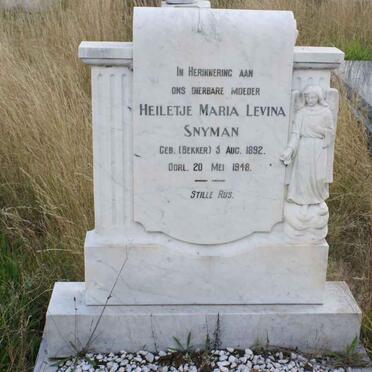 In Herinnering aan
ons dierbare moeder
Heiletje Maria Levina
Snyman
Geb. (Bekker) 5 Aug. 1892.
Oorl. 20 Mei 1948.
Stille Rus.